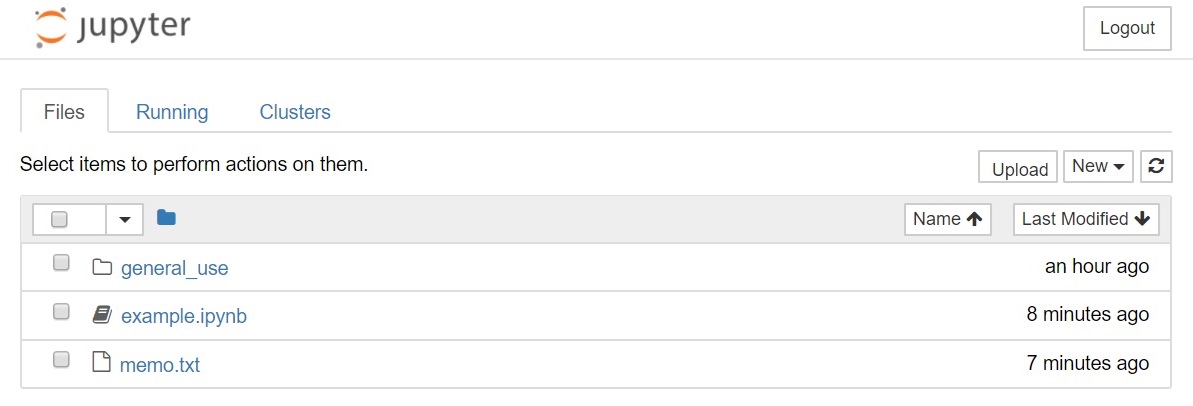 jupyter
Logout
Files Running Clusters
Select items to perform actions on them.
Upload New
Name Last Modified
general_use an hour ago
example.ipynb 8 minutes ago
memo.txt 7 minutes ago